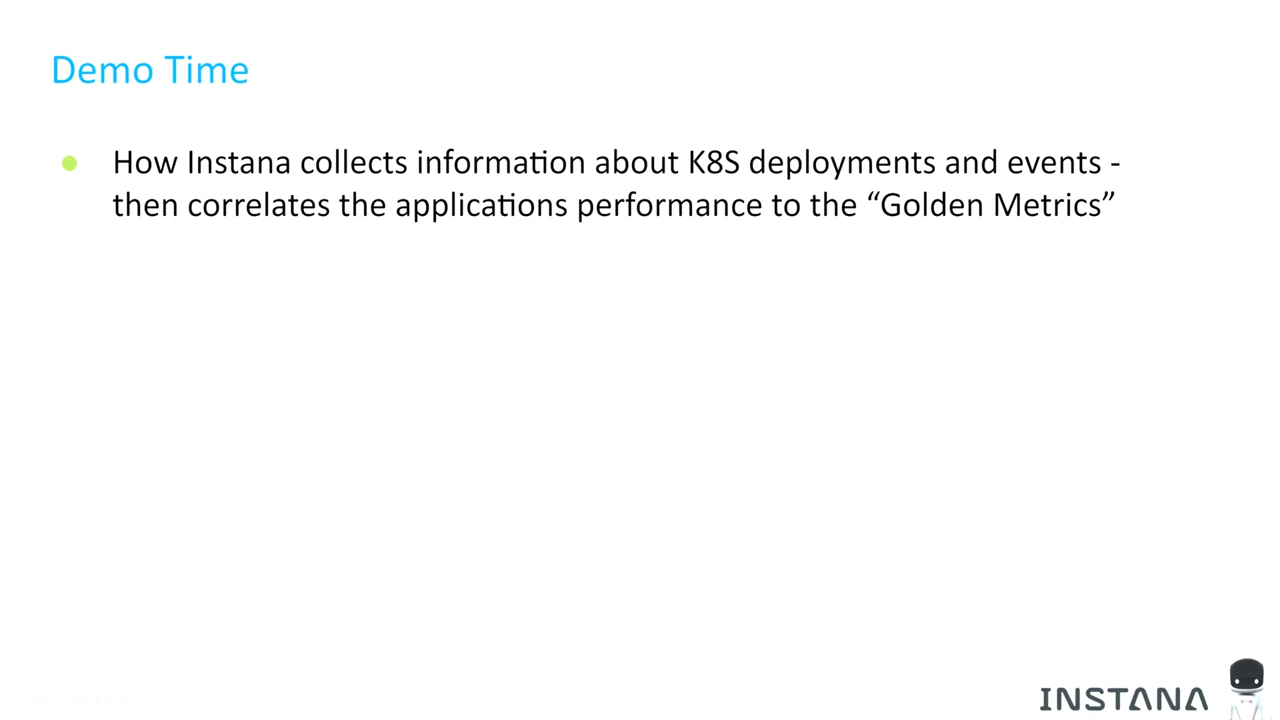 Demo Time
How Instana collects information about K8S deployments and events -
then correlates the applications performance to the “Golden Metrics”
INSTANA